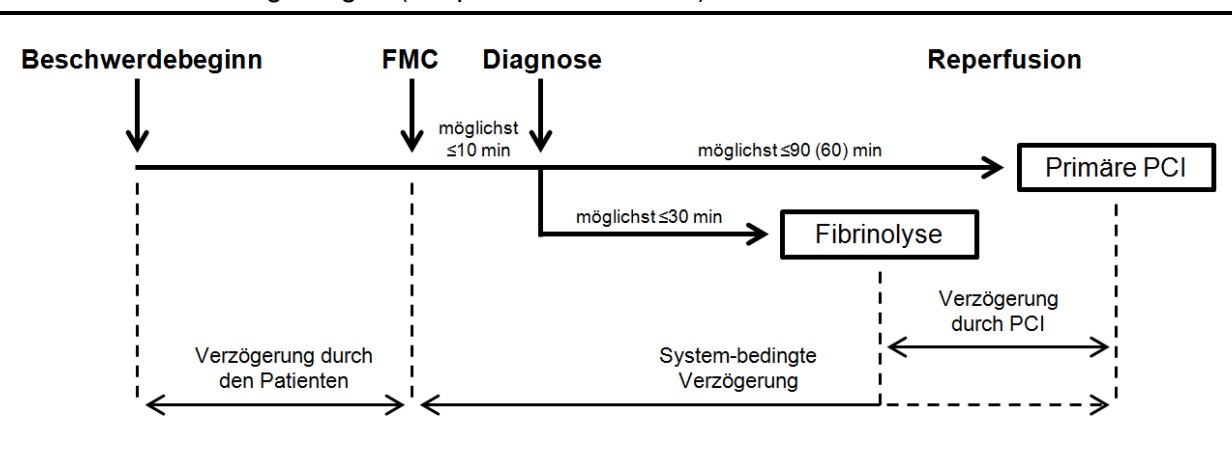 Beschwerdebeginn FMC Diagnose Reperfusion
möglichst
≤10 min
möglichst ≤90 (60) min
Primäre PCI
möglichst ≤30 min
Fibrinolyse
Verzögerung
durch PCI
Verzögerung durch
den Patienten
System-bedingte
Verzögerung